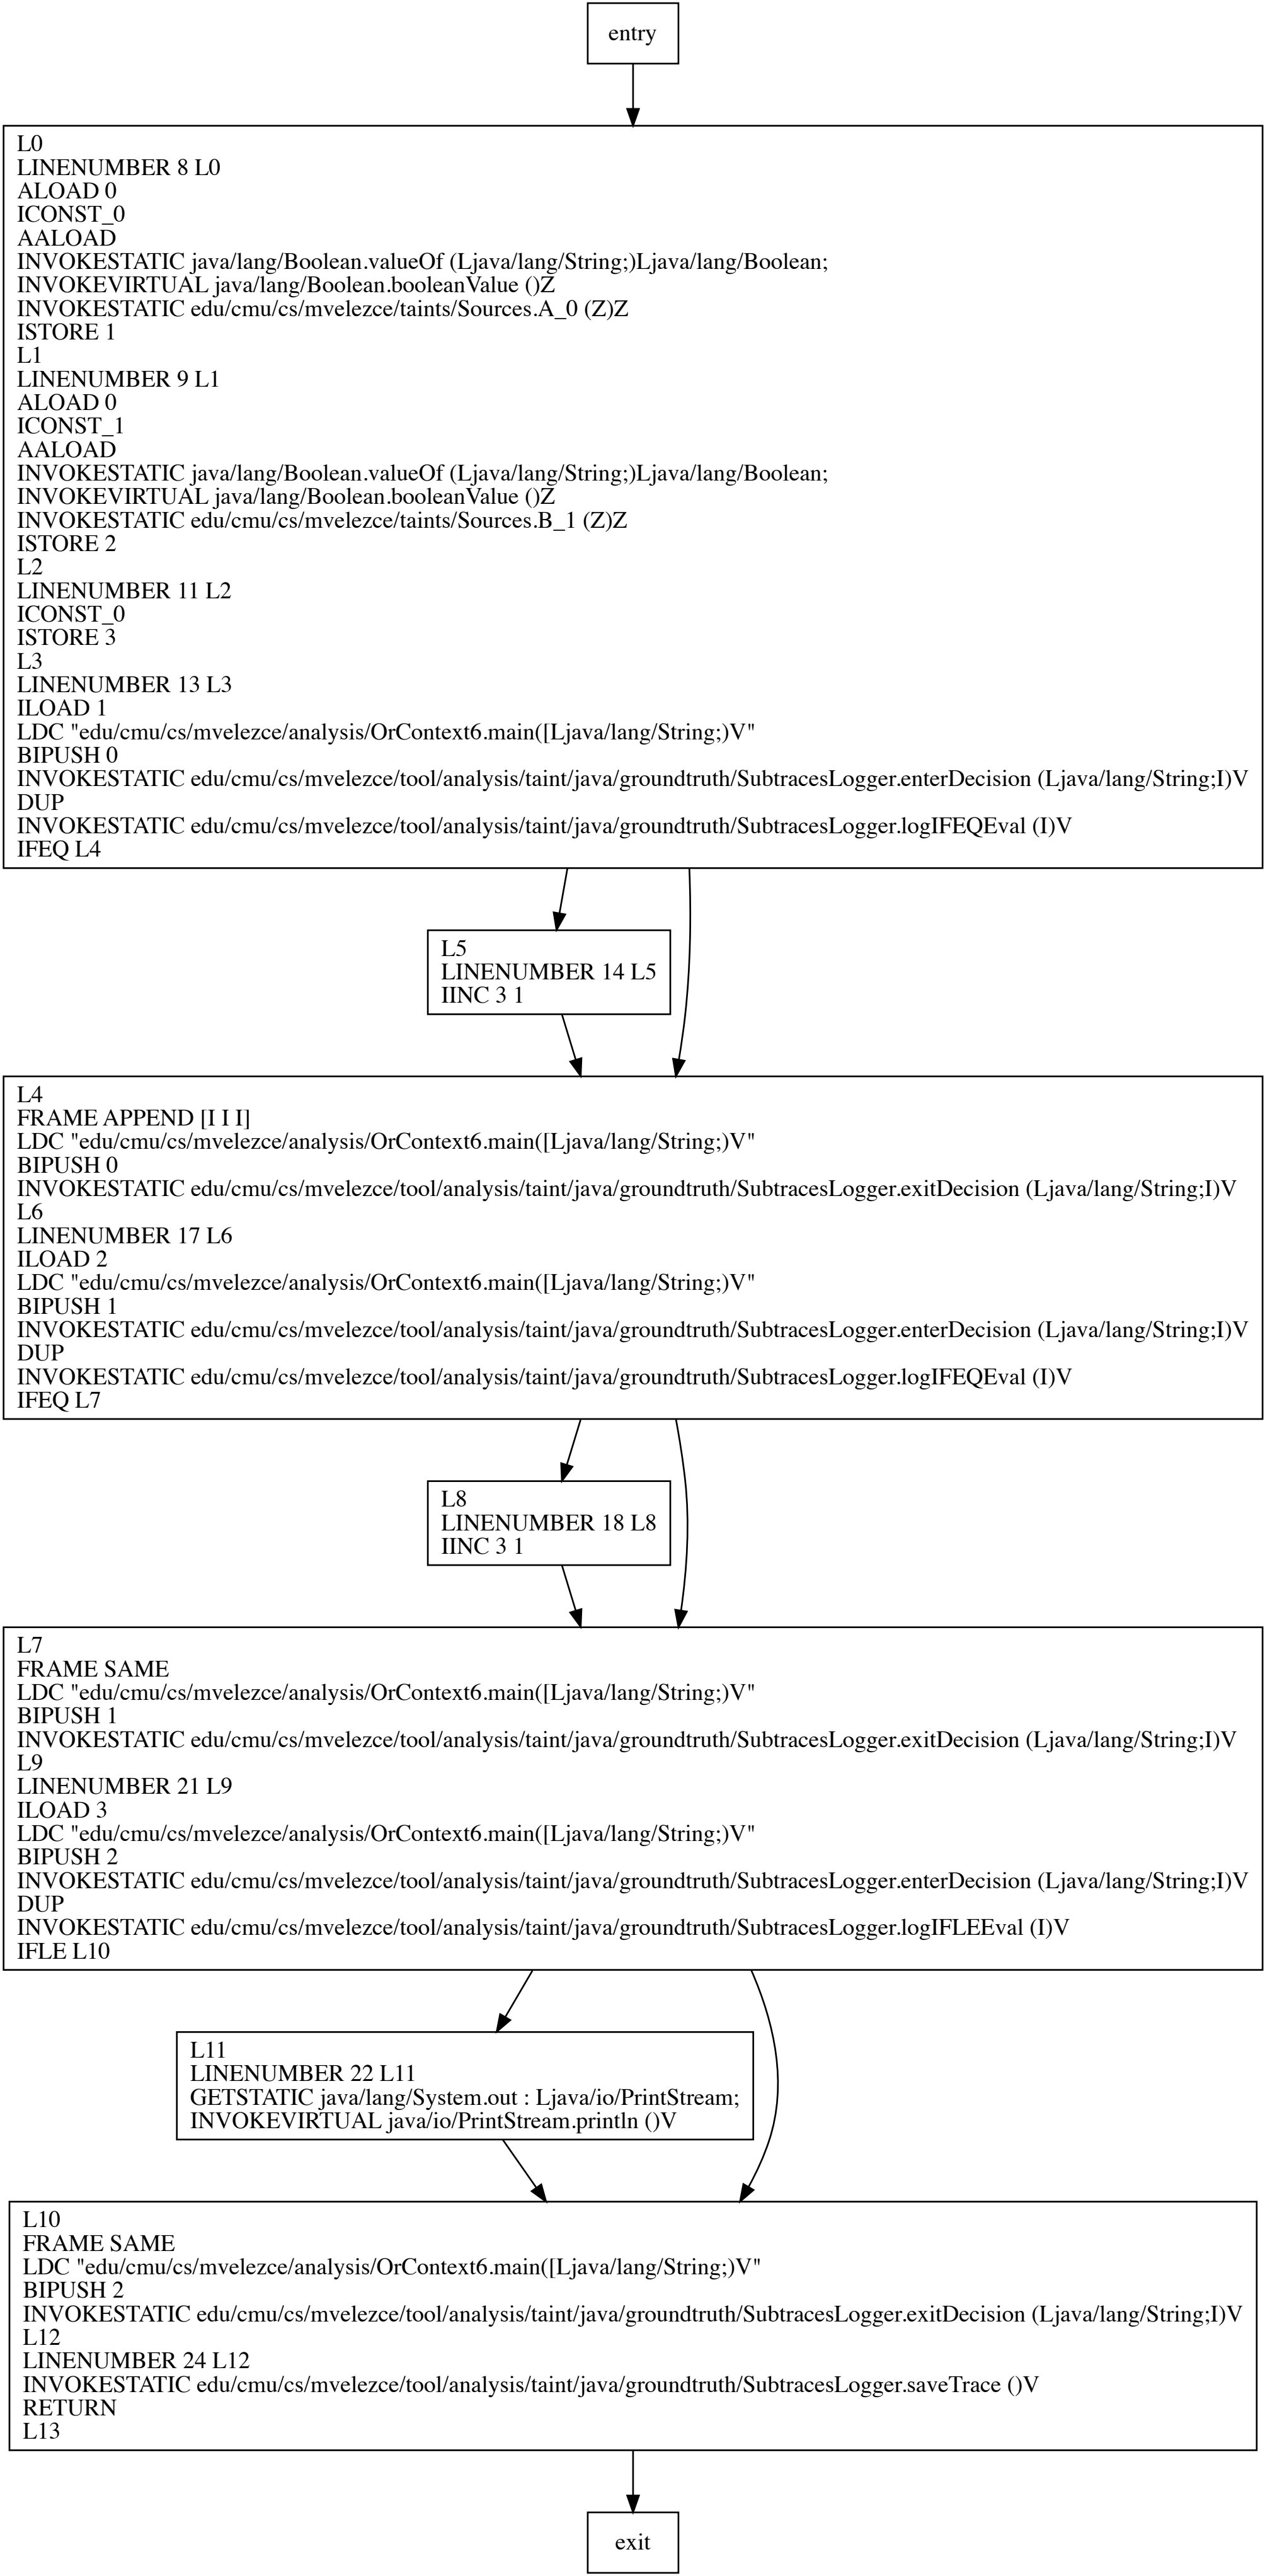 entry
L0
LINENUMBER 8 L0
ALOAD 0
ICONST_0
AALOAD
INVOKESTATIC java/lang/Boolean.valueOf (Ljava/lang/String;)Ljava/lang/Boolean;
INVOKEVIRTUAL java/lang/Boolean.booleanValue ()Z
INVOKESTATIC edu/cmu/cs/mvelezce/taints/Sources.A_0 (Z)Z
ISTORE 1
L1
LINENUMBER 9 L1
ALOAD 0
ICONST_1
AALOAD
INVOKESTATIC java/lang/Boolean.valueOf (Ljava/lang/String;)Ljava/lang/Boolean;
INVOKEVIRTUAL java/lang/Boolean.booleanValue ()Z
INVOKESTATIC edu/cmu/cs/mvelezce/taints/Sources.B_1 (Z)Z
ISTORE 2
L2
LINENUMBER 11 L2
ICONST_0
ISTORE 3
L3
LINENUMBER 13 L3
ILOAD 1
LDC "edu/cmu/cs/mvelezce/analysis/OrContext6.main([Ljava/lang/String;)V"
BIPUSH 0
INVOKESTATIC edu/cmu/cs/mvelezce/tool/analysis/taint/java/groundtruth/SubtracesLogger.enterDecision (Ljava/lang/String;I)V
DUP
INVOKESTATIC edu/cmu/cs/mvelezce/tool/analysis/taint/java/groundtruth/SubtracesLogger.logIFEQEval (I)V
IFEQ L4
L5
LINENUMBER 14 L5
IINC 3 1
L4
FRAME APPEND [I I I]
LDC "edu/cmu/cs/mvelezce/analysis/OrContext6.main([Ljava/lang/String;)V"
BIPUSH 0
INVOKESTATIC edu/cmu/cs/mvelezce/tool/analysis/taint/java/groundtruth/SubtracesLogger.exitDecision (Ljava/lang/String;I)V
L6
LINENUMBER 17 L6
ILOAD 2
LDC "edu/cmu/cs/mvelezce/analysis/OrContext6.main([Ljava/lang/String;)V"
BIPUSH 1
INVOKESTATIC edu/cmu/cs/mvelezce/tool/analysis/taint/java/groundtruth/SubtracesLogger.enterDecision (Ljava/lang/String;I)V
DUP
INVOKESTATIC edu/cmu/cs/mvelezce/tool/analysis/taint/java/groundtruth/SubtracesLogger.logIFEQEval (I)V
IFEQ L7
L8
LINENUMBER 18 L8
IINC 3 1
L7
FRAME SAME
LDC "edu/cmu/cs/mvelezce/analysis/OrContext6.main([Ljava/lang/String;)V"
BIPUSH 1
INVOKESTATIC edu/cmu/cs/mvelezce/tool/analysis/taint/java/groundtruth/SubtracesLogger.exitDecision (Ljava/lang/String;I)V
L9
LINENUMBER 21 L9
ILOAD 3
LDC "edu/cmu/cs/mvelezce/analysis/OrContext6.main([Ljava/lang/String;)V"
BIPUSH 2
INVOKESTATIC edu/cmu/cs/mvelezce/tool/analysis/taint/java/groundtruth/SubtracesLogger.enterDecision (Ljava/lang/String;I)V
DUP
INVOKESTATIC edu/cmu/cs/mvelezce/tool/analysis/taint/java/groundtruth/SubtracesLogger.logIFLEEval (I)V
IFLE L10
L11
LINENUMBER 22 L11
GETSTATIC java/lang/System.out : Ljava/io/PrintStream;
INVOKEVIRTUAL java/io/PrintStream.println ()V
L10
FRAME SAME
LDC "edu/cmu/cs/mvelezce/analysis/OrContext6.main([Ljava/lang/String;)V"
BIPUSH 2
INVOKESTATIC edu/cmu/cs/mvelezce/tool/analysis/taint/java/groundtruth/SubtracesLogger.exitDecision (Ljava/lang/String;I)V
L12
LINENUMBER 24 L12
INVOKESTATIC edu/cmu/cs/mvelezce/tool/analysis/taint/java/groundtruth/SubtracesLogger.saveTrace ()V
RETURN
L13
exit